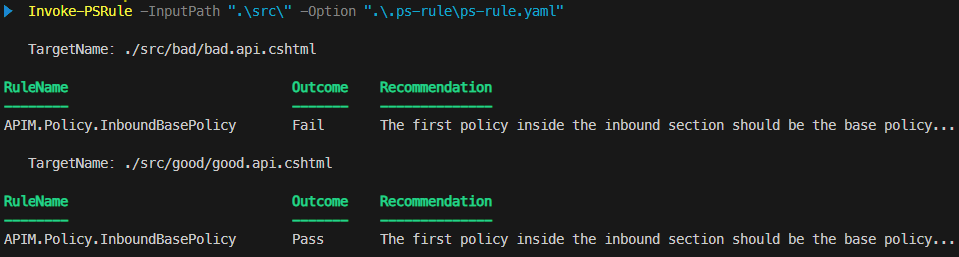 Invoke-PSRule -InputPath ".\src\" -Option ".\.ps-rule\ps-rule.yaml"
TargetName: ./src/bad/bad.api.cshtml
RuleName Outcome Recommendation
-------- ------- --------------
APIM.Policy.InboundBasePolicy Fail The first policy inside the inbound section should be the base policy...
TargetName: ./src/good/good.api.cshtml
RuleName Outcome Recommendation
-------- ------- --------------
APIM.Policy.InboundBasePolicy Pass The first policy inside the inbound section should be the base policy...